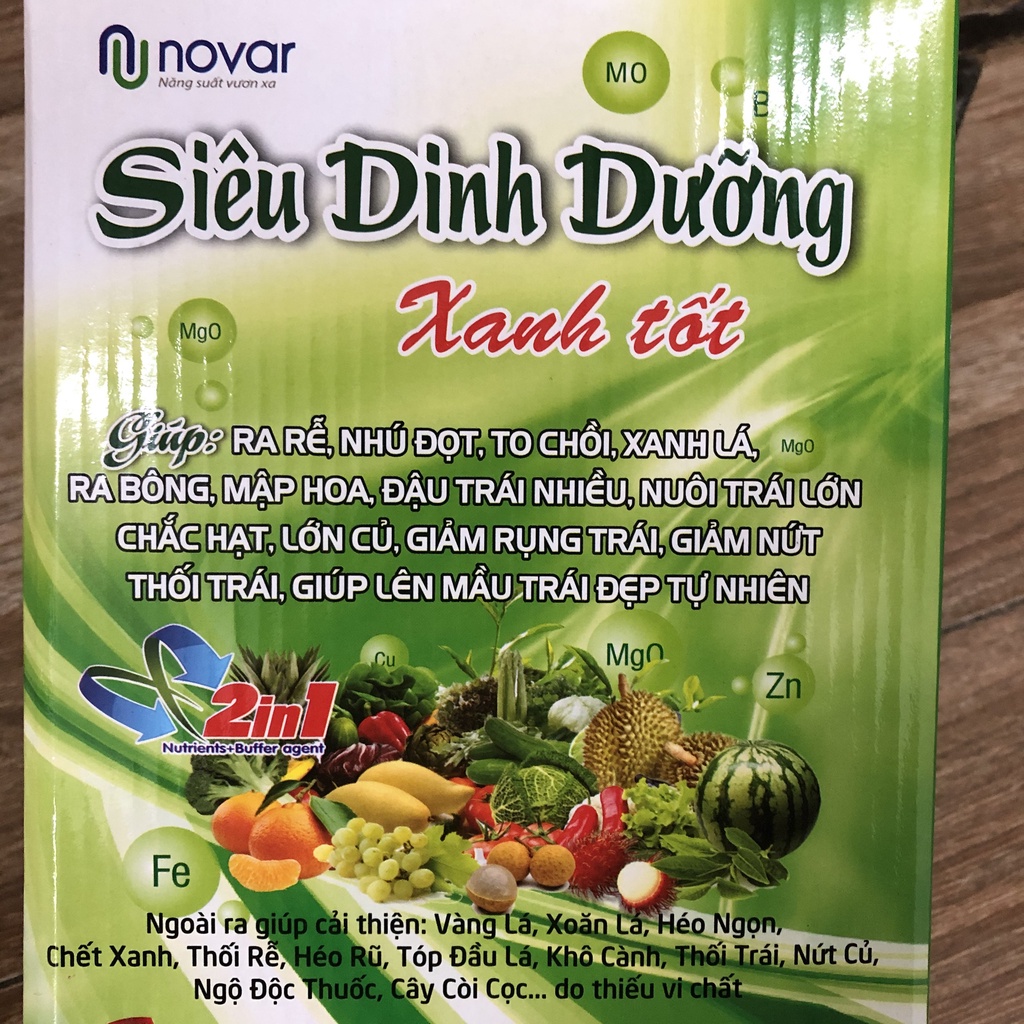 novar
Năng suất vươn xa
MO
B
Siêu Dinh Dưỡng
Xanh tốt
MgO
Giúp: RA RỄ, NHÚ ĐỌT, TO CHỒI, XANH LÁ,
MgO
RA BÔNG, MẬP HOA, ĐẬU TRÁI NHIỀU, NUÔI TRÁI LỚN
CHẮC HẠT, LỚN CỦ, GIẢM RỤNG TRÁI, GIẢM NỨT
THỐI TRÁI, GIÚP LÊN MẦU TRÁI ĐẸP TỰ NHIÊN
Cu
MgO
Zn
2in1
Nutrients+Buffer agent
Fe
Ngoài ra giúp cải thiện: Vàng Lá, Xoăn Lá, Héo Ngọn,
Chết Xanh, Thối Rễ, Héo Rũ, Tóp Đầu Lá, Khô Cành, Thối Trái, Nứt Củ,
Ngộ Độc Thuốc, Cây Còi Cọc... do thiếu vi chất